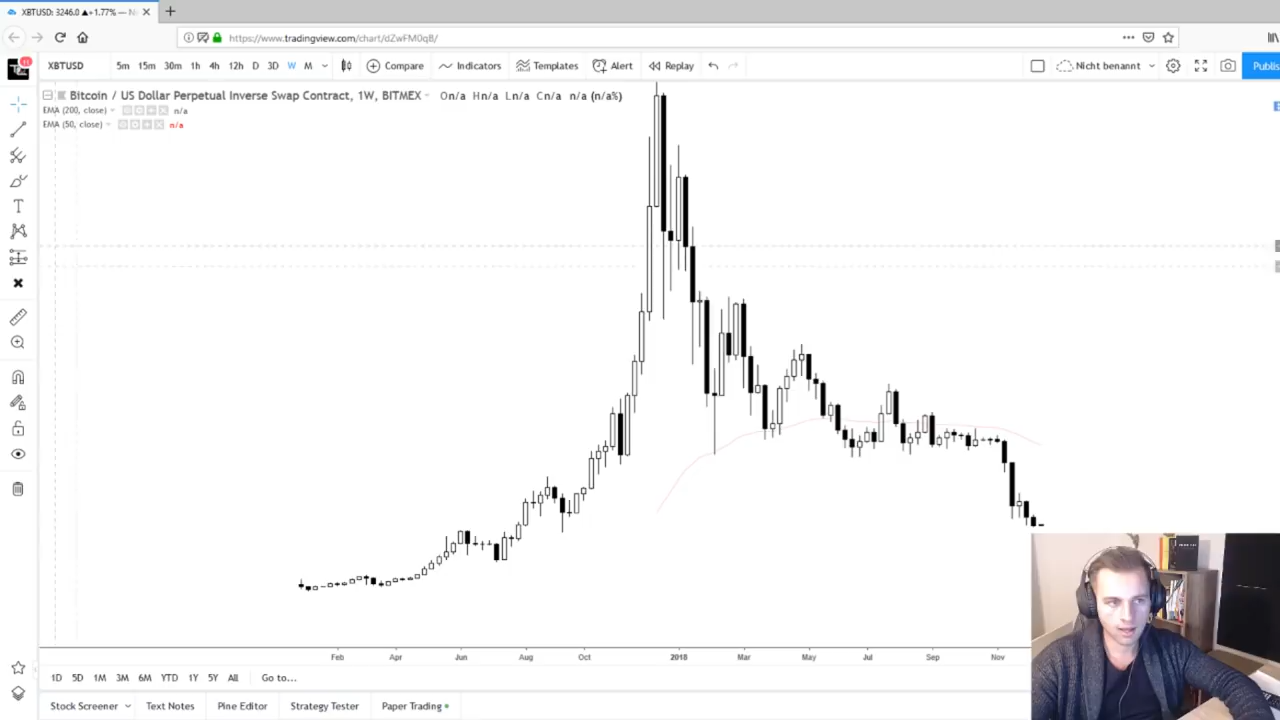 XBTUSD: 3246.0 ▲+1.77% —
https://www.tradingview.com/chart/dZwFM0qB/
XBTUSD 5m 15m 30m 1h 4h 12h D 3D W M Compare Indicators Templates Alert Replay Nicht benannt Publis
Bitcoin / US Dollar Perpetual Inverse Swap Contract, 1W, BITMEX On/a Hn/a Ln/a Cn/a n/a (n/a%)
EMA (200, close) n/a
EMA (50, close) n/a
Feb Apr Jun Aug Oct 2018 Mar May Jul Sep Nov
1D 5D 1M 3M 6M YTD 1Y 5Y All Go to...
Stock Screener Text Notes Pine Editor Strategy Tester Paper Trading